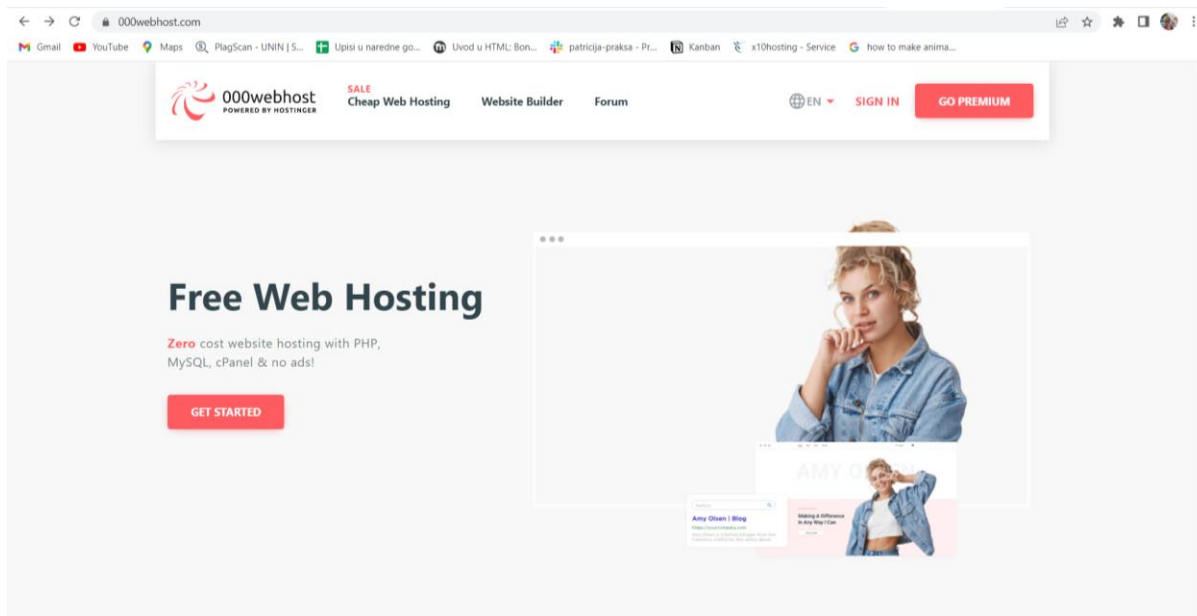 000webhost.com
Gmail YouTube Maps PlagScan - UNIN | S... Upisi u naredne go... Uvod u HTML: Bon... patricija-praksa - Pr... Kanban x10hosting - Service how to make anima...
SALE
000webhost Cheap Web Hosting Website Builder Forum EN SIGN IN GO PREMIUM
POWERED BY HOSTINGER
Free Web Hosting
Zero cost website hosting with PHP,
MySQL, cPanel & no ads!
GET STARTED
AMY OLSEN
Amy Olsen | Blog
Making A Difference
In Any Way I Can